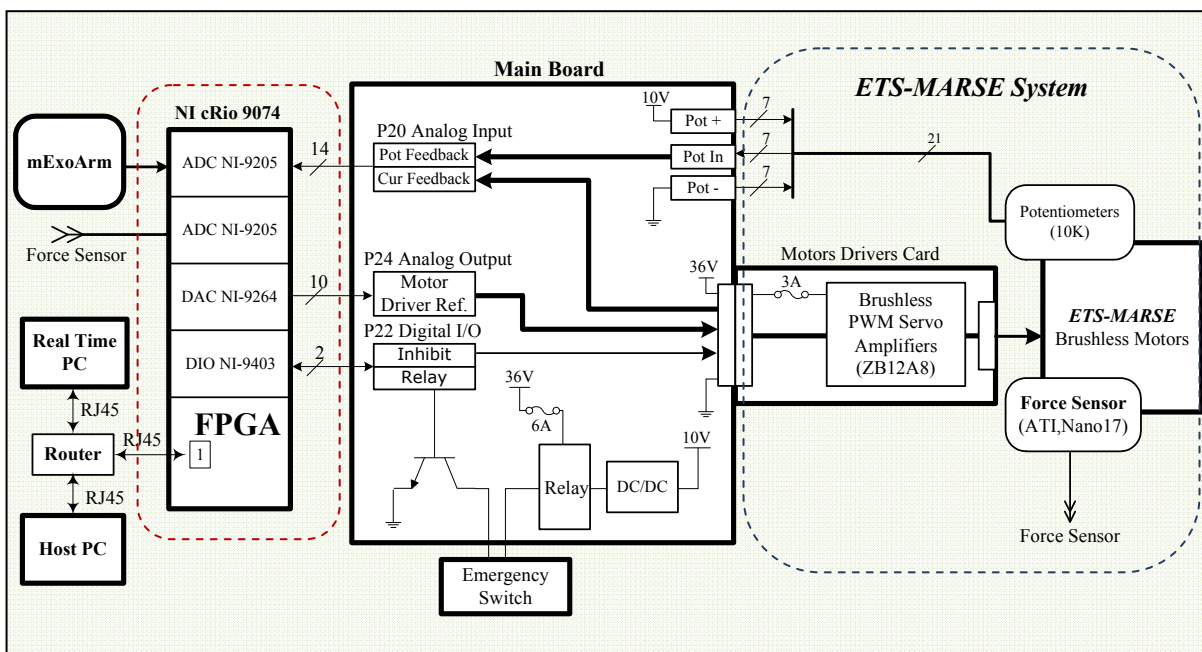 NI cRio 9074
mExoArm
ADC NI-9205
ADC NI-9205
Force Sensor
DAC NI-9264
DIO NI-9403
FPGA
1
Real Time
PC
RJ45
Router
RJ45
RJ45
Host PC
Main Board
P20 Analog Input
14
Pot Feedback
Cur Feedback
P24 Analog Output
10
Motor
Driver Ref.
P22 Digital I/O
2
Inhibit
Relay
36V
6A
Relay
DC/DC
10V
Emergency
Switch
10V
Pot +
Pot In
Pot -
7
7
7
36V
ETS-MARSE System
21
Potentiometers
(10K)
Motors Drivers Card
3A
Brushless
PWM Servo
Amplifiers
(ZB12A8)
ETS-MARSE
Brushless Motors
Force Sensor
(ATI,Nano17)
Force Sensor